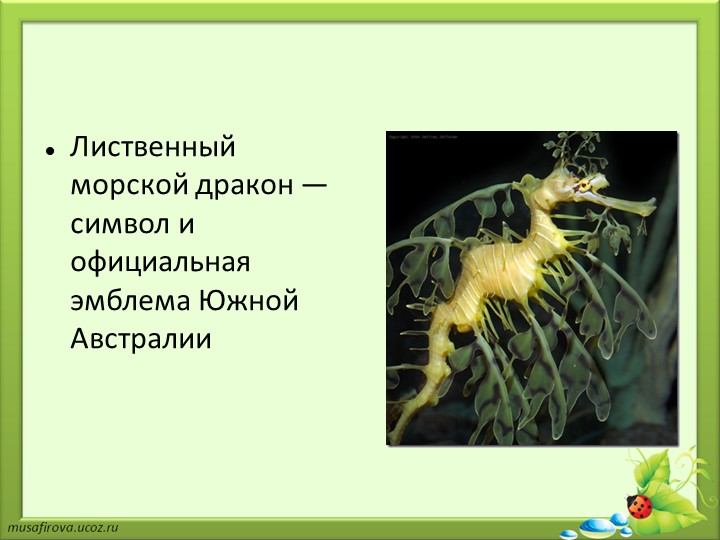 Лиственный
морской дракон —
символ и
официальная
эмблема Южной
Австралии
musafirova.ucoz.ru